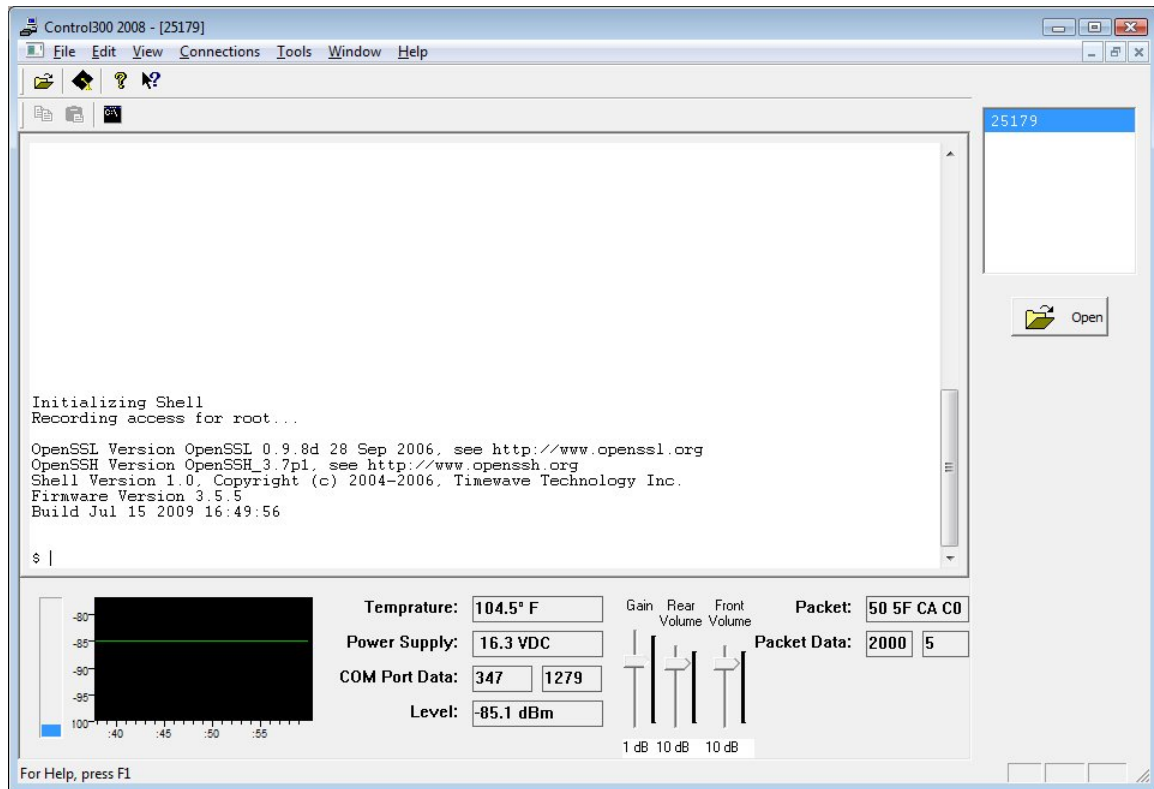 Control300 2008 - [25179]
File Edit View Connections Tools Window Help
C:\
25179
Open
Initializing Shell
Recording access for root...
OpenSSL Version OpenSSL 0.9.8d 28 Sep 2006, see http://www.openssl.org
OpenSSH Version OpenSSH_3.7p1, see http://www.openssh.org
Shell Version 1.0, Copyright (c) 2004-2006, Timewave Technology Inc.
Firmware Version 3.5.5
Build Jul 15 2009 16:49:56
$
-80
-85
-90
-95
100
:40 :45 :50 :55
Temprature: 104.5° F
Power Supply: 16.3 VDC
COM Port Data: 347 1279
Level: -85.1 dBm
Gain Rear Volume Front Volume
1 dB 10 dB 10 dB
Packet: 50 5F CA C0
Packet Data: 2000 5
For Help, press F1